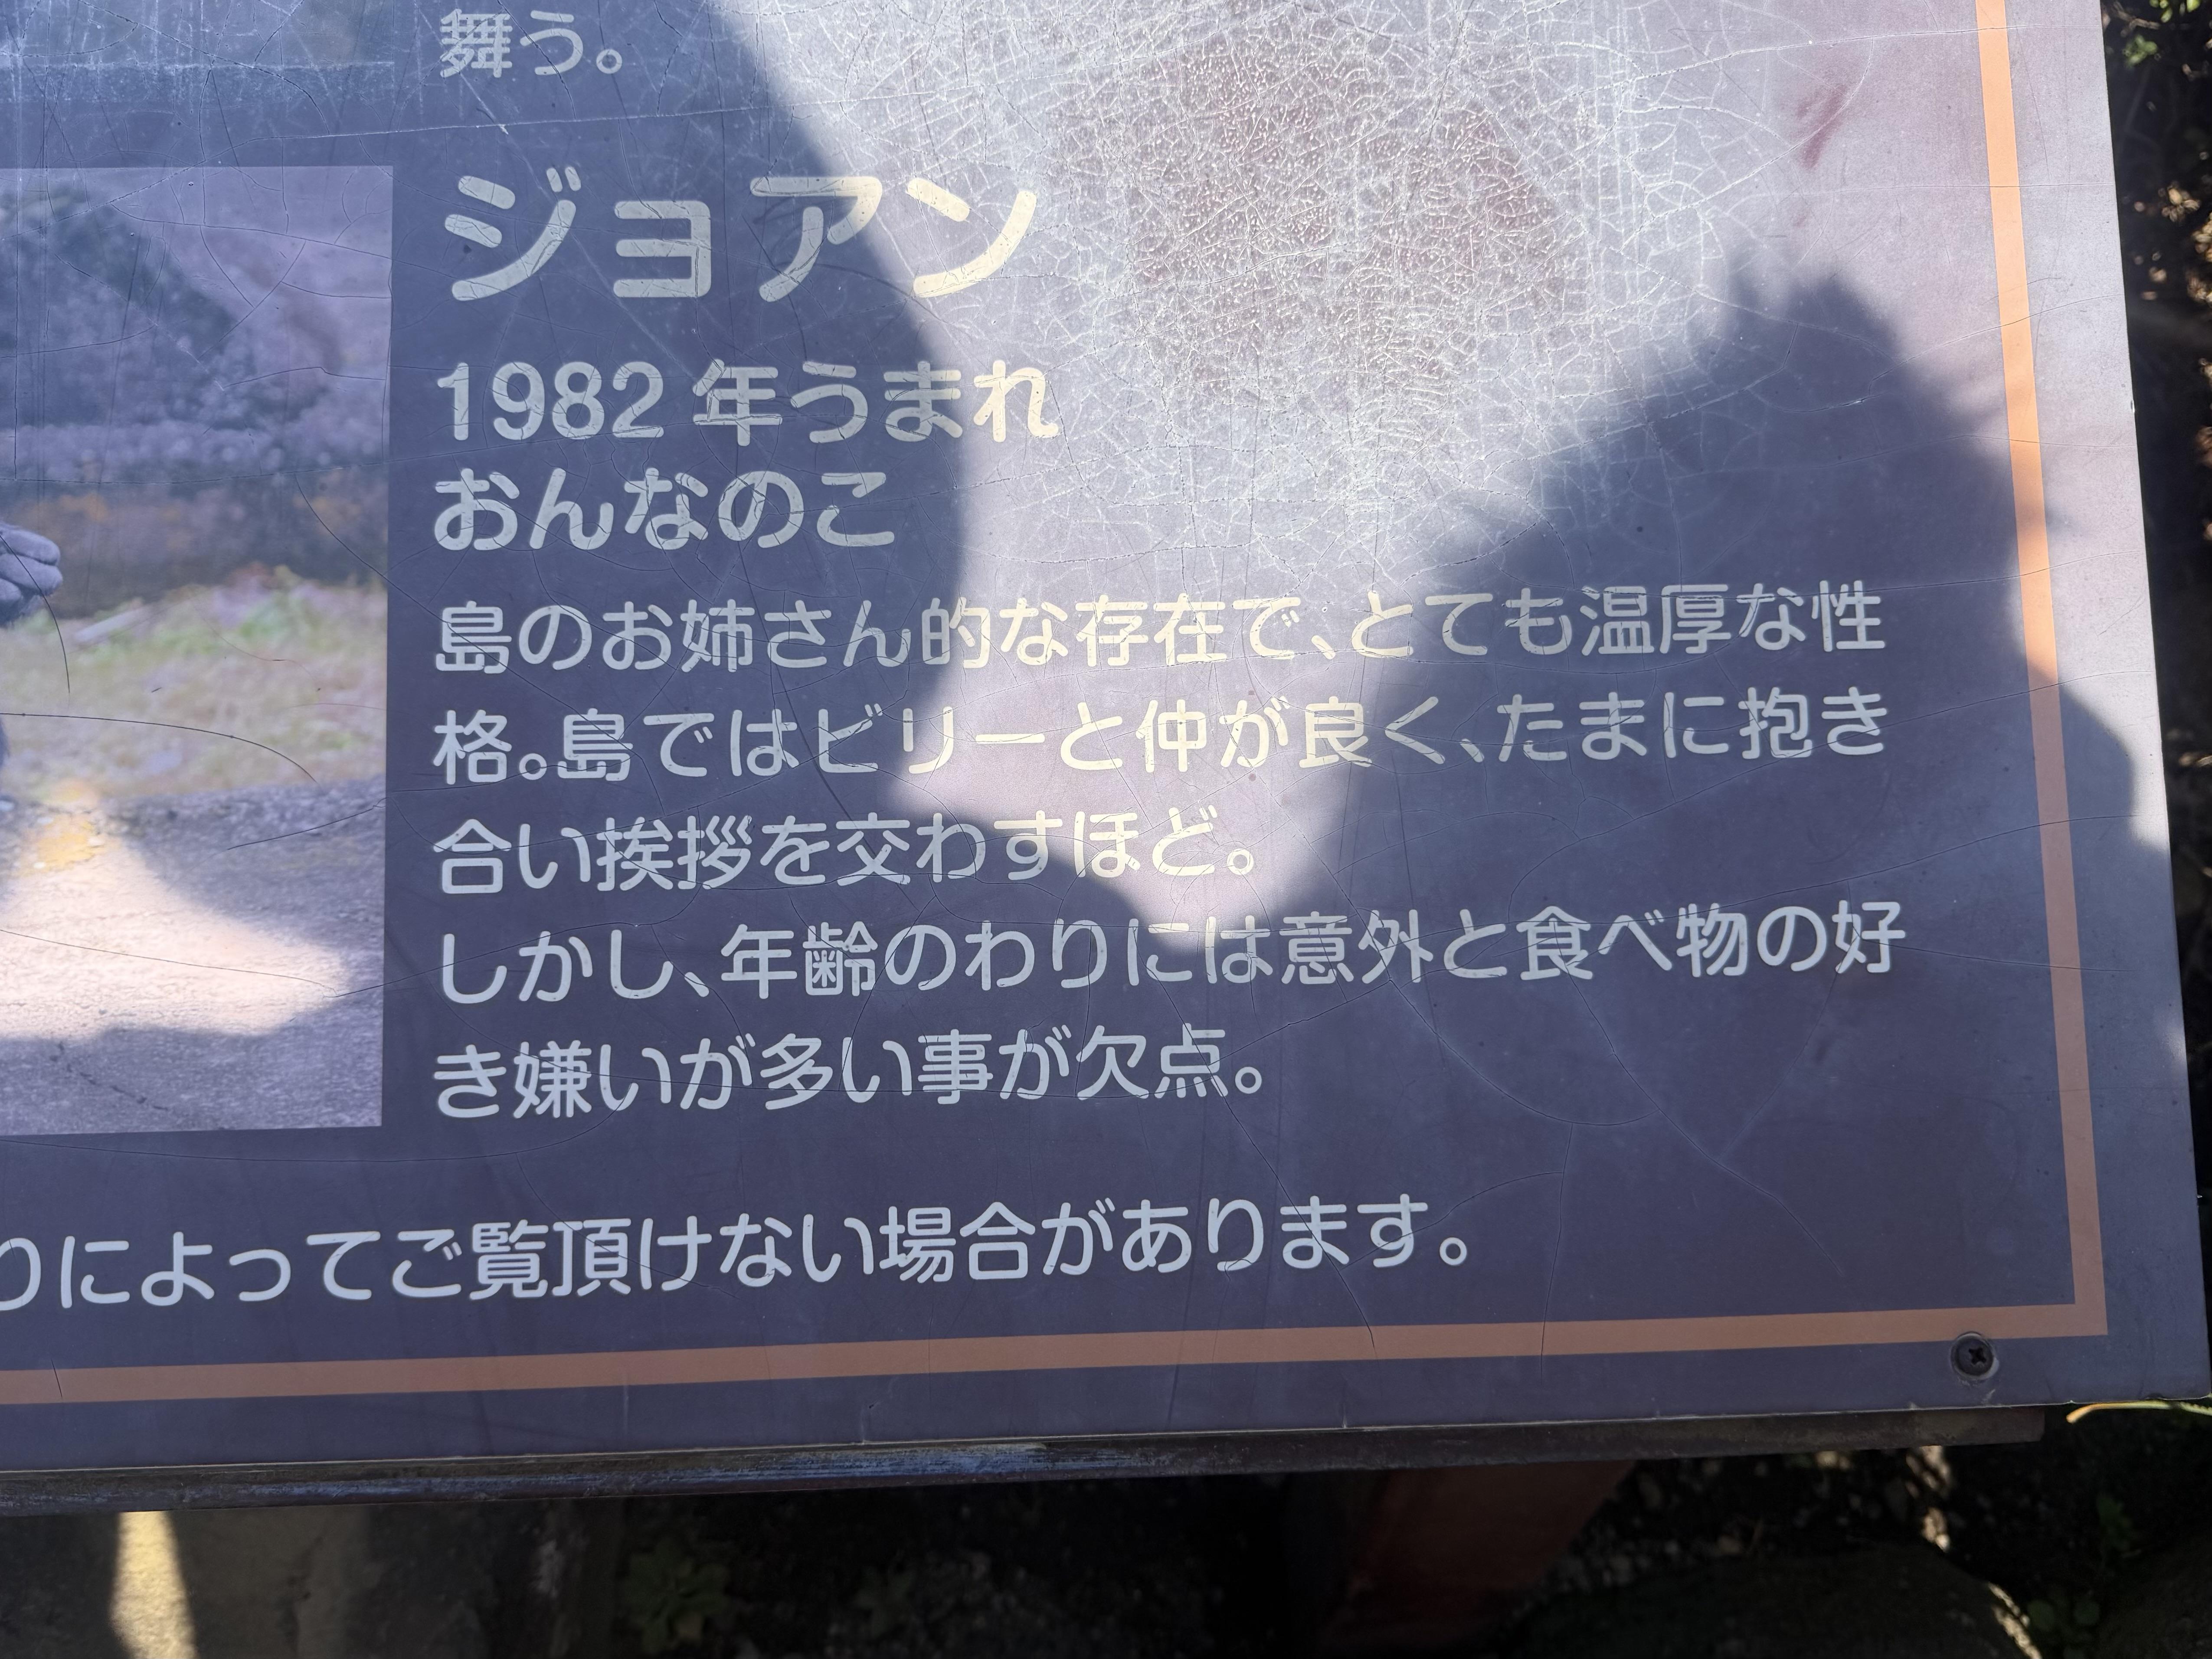 舞う。
ジョアン
1982 年うまれ
おんなのこ
島のお姉さん的な存在で、とても温厚な性
格。島ではビリーと仲が良く、たまに抱き
合い挨拶を交わすほど。
しかし、年齢のわりには意外と食べ物の好
き嫌いが多い事が欠点。
りによってご覧頂けない場合があります。